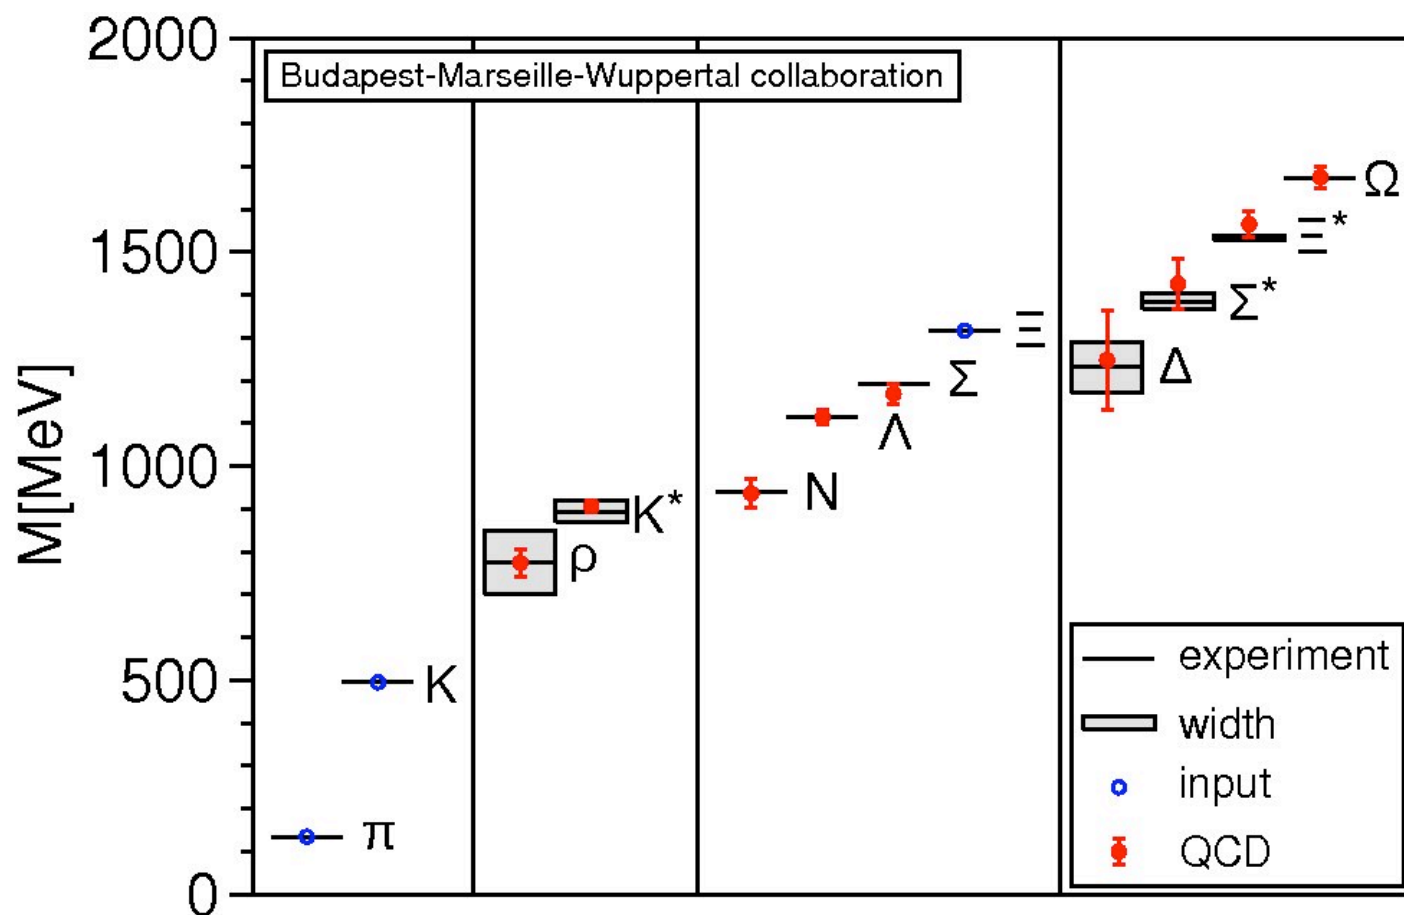 Budapest-Marseille-Wuppertal collaboration
M[MeV]
2000
1500
1000
500
0
π
K
ρ
K*
N
Λ
Σ
Ξ
Δ
Σ*
Ξ*
Ω
experiment
width
input
QCD